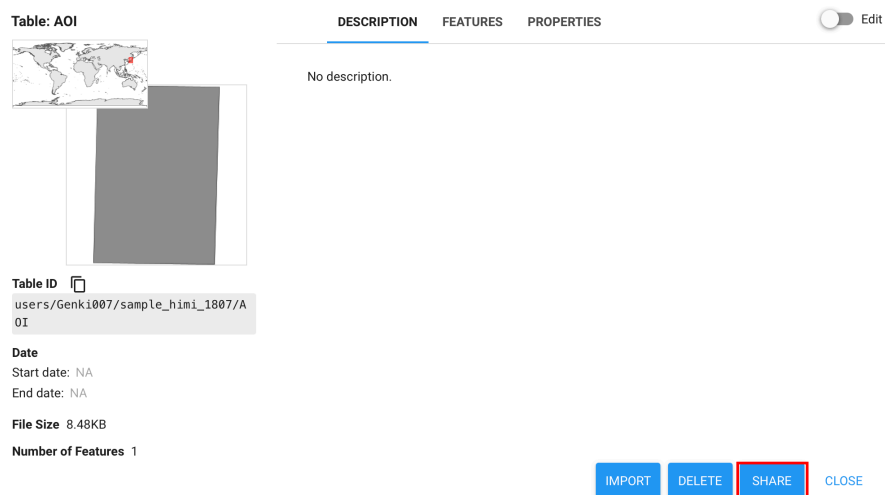 Table: AOI
DESCRIPTION
FEATURES
PROPERTIES
Edit
No description.
Table ID
users/Genki007/sample_himi_1807/A
OI
Date
Start date: NA
End date: NA
File Size 8.48KB
Number of Features 1
IMPORT
DELETE
SHARE
CLOSE